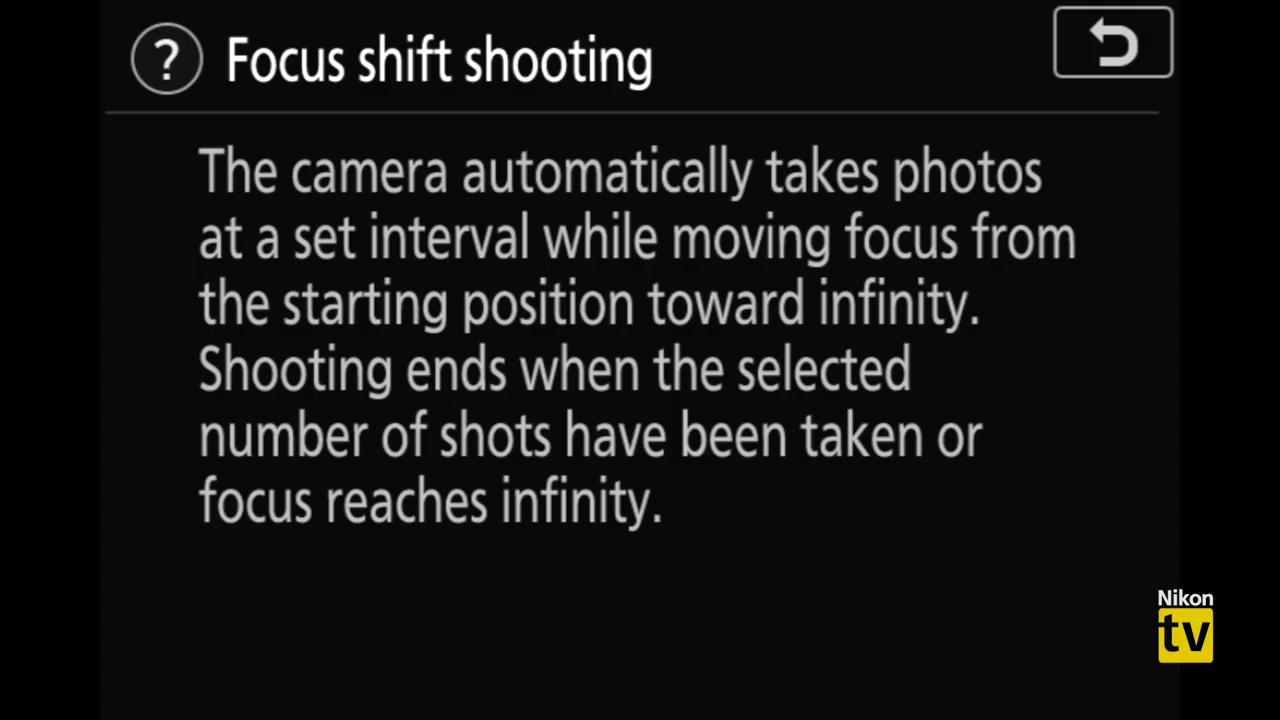 ? Focus shift shooting
The camera automatically takes photos
at a set interval while moving focus from
the starting position toward infinity.
Shooting ends when the selected
number of shots have been taken or
focus reaches infinity.
Nikon
tv